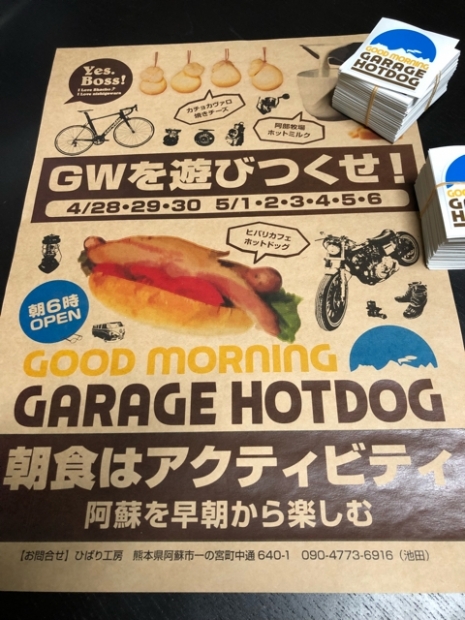 Yes.
Boss!
カチョカヴァロ
焼きチーズ
阿部牧場
ホットミルク
GWを遊びつくせ!
4/28・29・30 5/1・2・3・4・5・6
ヒバリカフェ
ホットドッグ
朝6時
OPEN
GOOD MORNING
GARAGE HOTDOG
朝食はアクティビティ
阿蘇を早朝から楽しむ
【お問合せ】ひばり工房 熊本県阿蘇市一の宮町中通640-1 090-4773-6916（池田）
GOOD MORNING
GARAGE
HOTDOG
GOOD MORNING